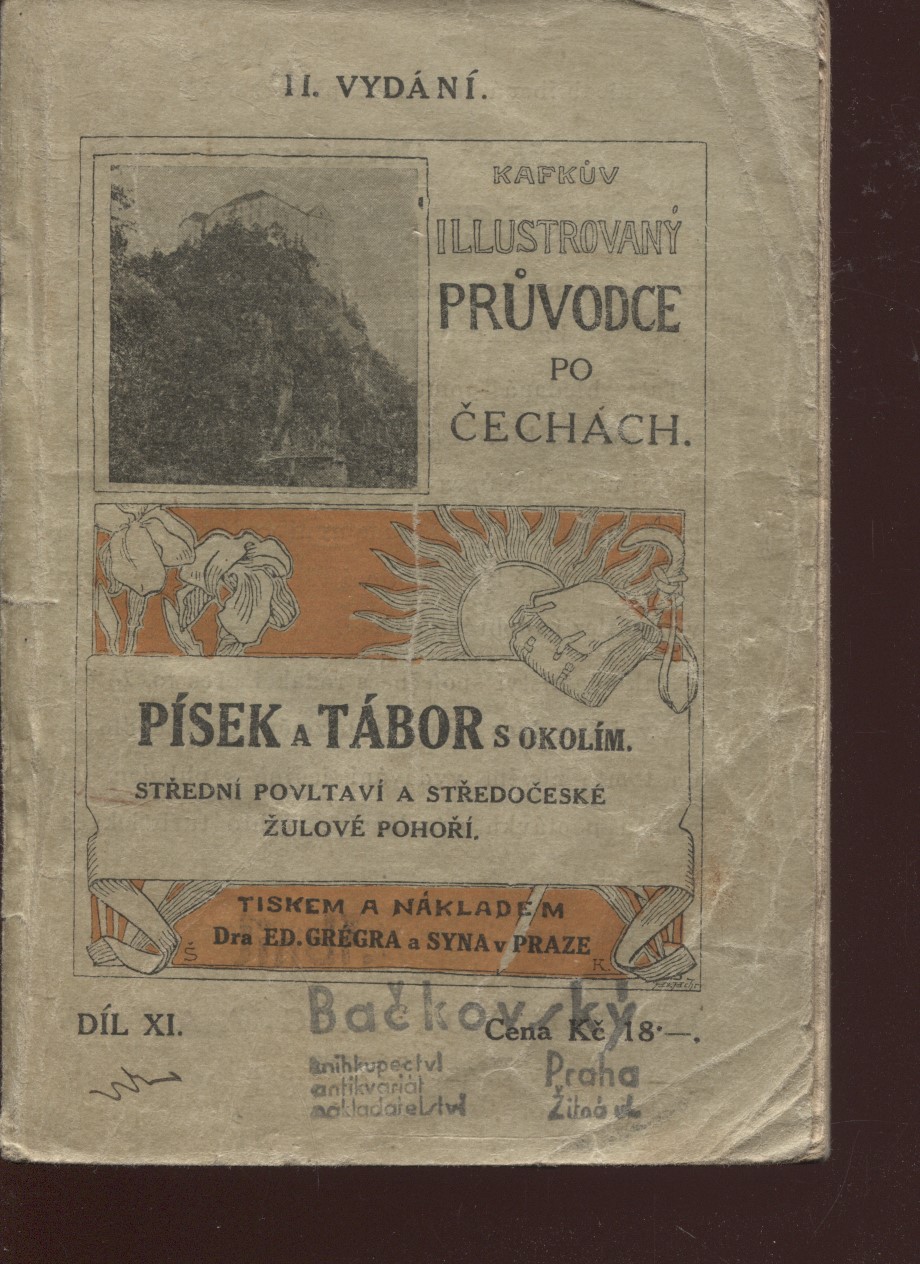 II. VYDÁNÍ.
KAFKŮV
ILLUSTROVANÝ
PRŮVODCE
PO
ČECHÁCH.
PÍSEK A TÁBOR S OKOLÍM.
STŘEDNÍ POVLTAVÍ A STŘEDOČESKÉ
ŽULOVÉ POHOŘÍ.
TISKEM A NÁKLADEM
Dra ED. GRÉGRA a SYNA v PRAZE
Š K.
DÍL XI.
Cena Kč 18·—.
Bačkovský
knihkupectví
antikvariát
nakladatelství
Praha
Žitná ul.